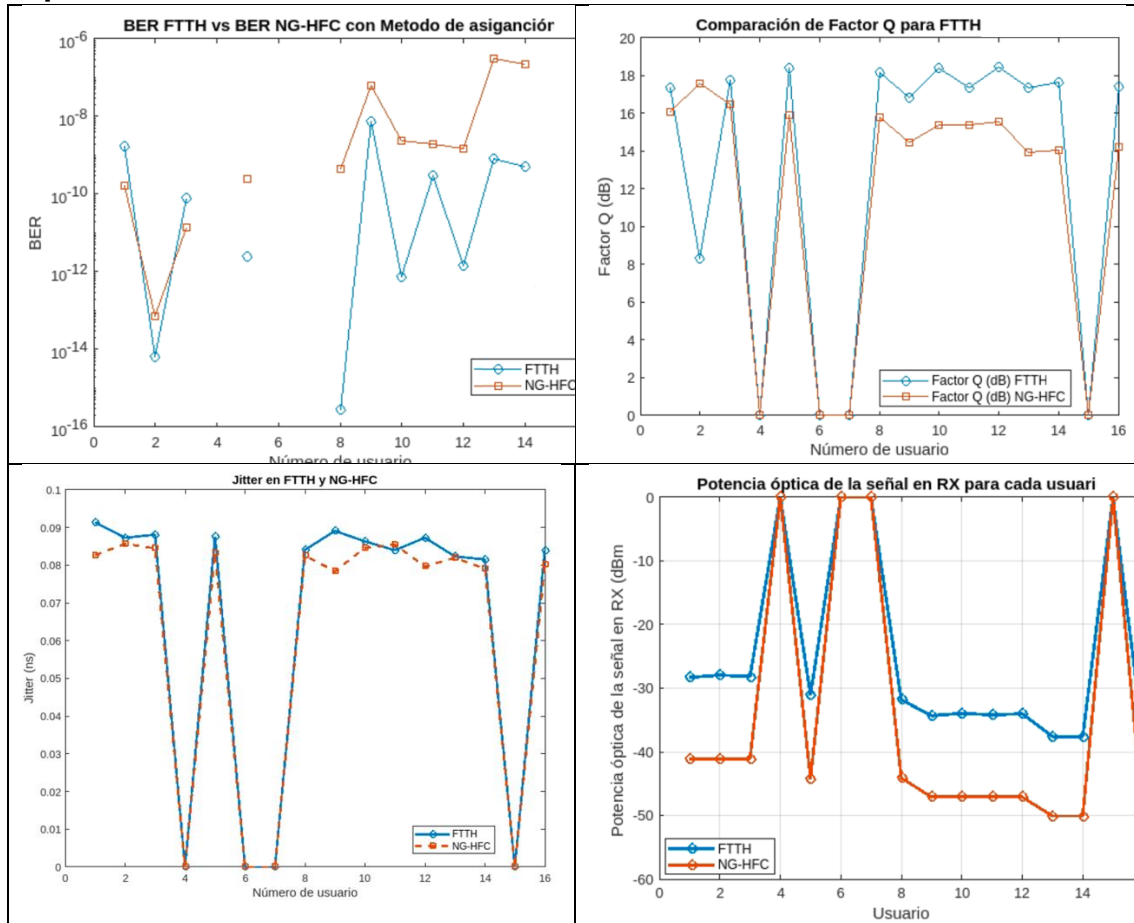 BER FTTH vs BER NG-HFC con Metodo de asigancior
10-6
10-8
10-10
10-12
10-14
10-16
BER
0 2 4 6 8 10 12 14
Número de usuario
FTTH
NG-HFC
Comparación de Factor Q para FTTH
20
18
16
14
12
10
8
6
4
2
0
Factor Q (dB)
0 2 4 6 8 10 12 14 16
Número de usuario
Factor Q (dB) FTTH
Factor Q (dB) NG-HFC
Jitter en FTTH y NG-HFC
0.1
0.09
0.08
0.07
0.06
0.05
0.04
0.03
0.02
0.01
0
Jitter (ns)
0 2 4 6 8 10 12 14 16
Número de usuario
FTTH
NG-HFC
Potencia óptica de la señal en RX para cada usuari
0
-10
-20
-30
-40
-50
-60
Potencia óptica de la señal en RX (dBm
0 2 4 6 8 10 12 14
Usuario
FTTH
NG-HFC